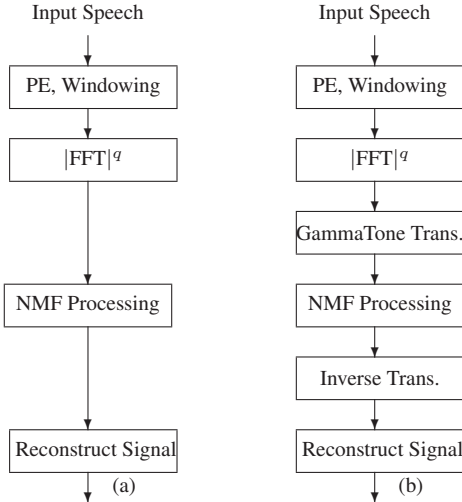 Input Speech
PE, Windowing
|FFT|^q
NMF Processing
Reconstruct Signal
(a)
Input Speech
PE, Windowing
|FFT|^q
GammaTone Trans.
NMF Processing
Inverse Trans.
Reconstruct Signal
(b)